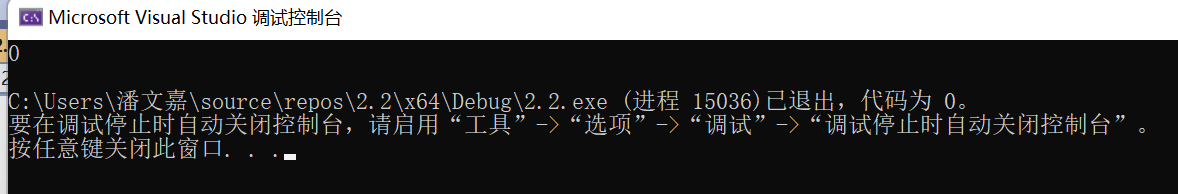 Microsoft Visual Studio 调试控制台
0
C:\Users\潘文嘉\source\repos\2.2\x64\Debug\2.2.exe (进程 15036)已退出，代码为 0。
要在调试停止时自动关闭控制台，请启用“工具”->“选项”->“调试”->“调试停止时自动关闭控制台”。
按任意键关闭此窗口. . .